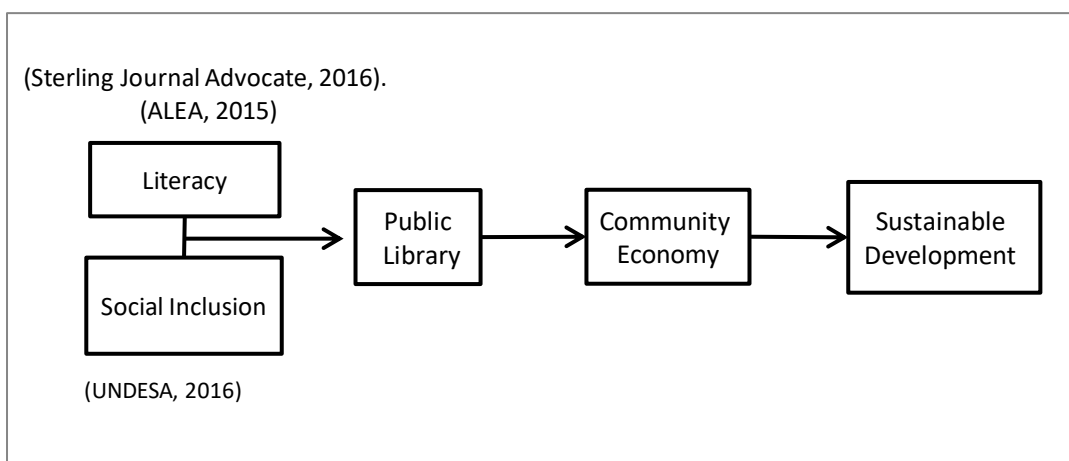 (Sterling Journal Advocate, 2016).
(ALEA, 2015)
Literacy
Social Inclusion
(UNDESA, 2016)
Public
Library
Community
Economy
Sustainable
Development